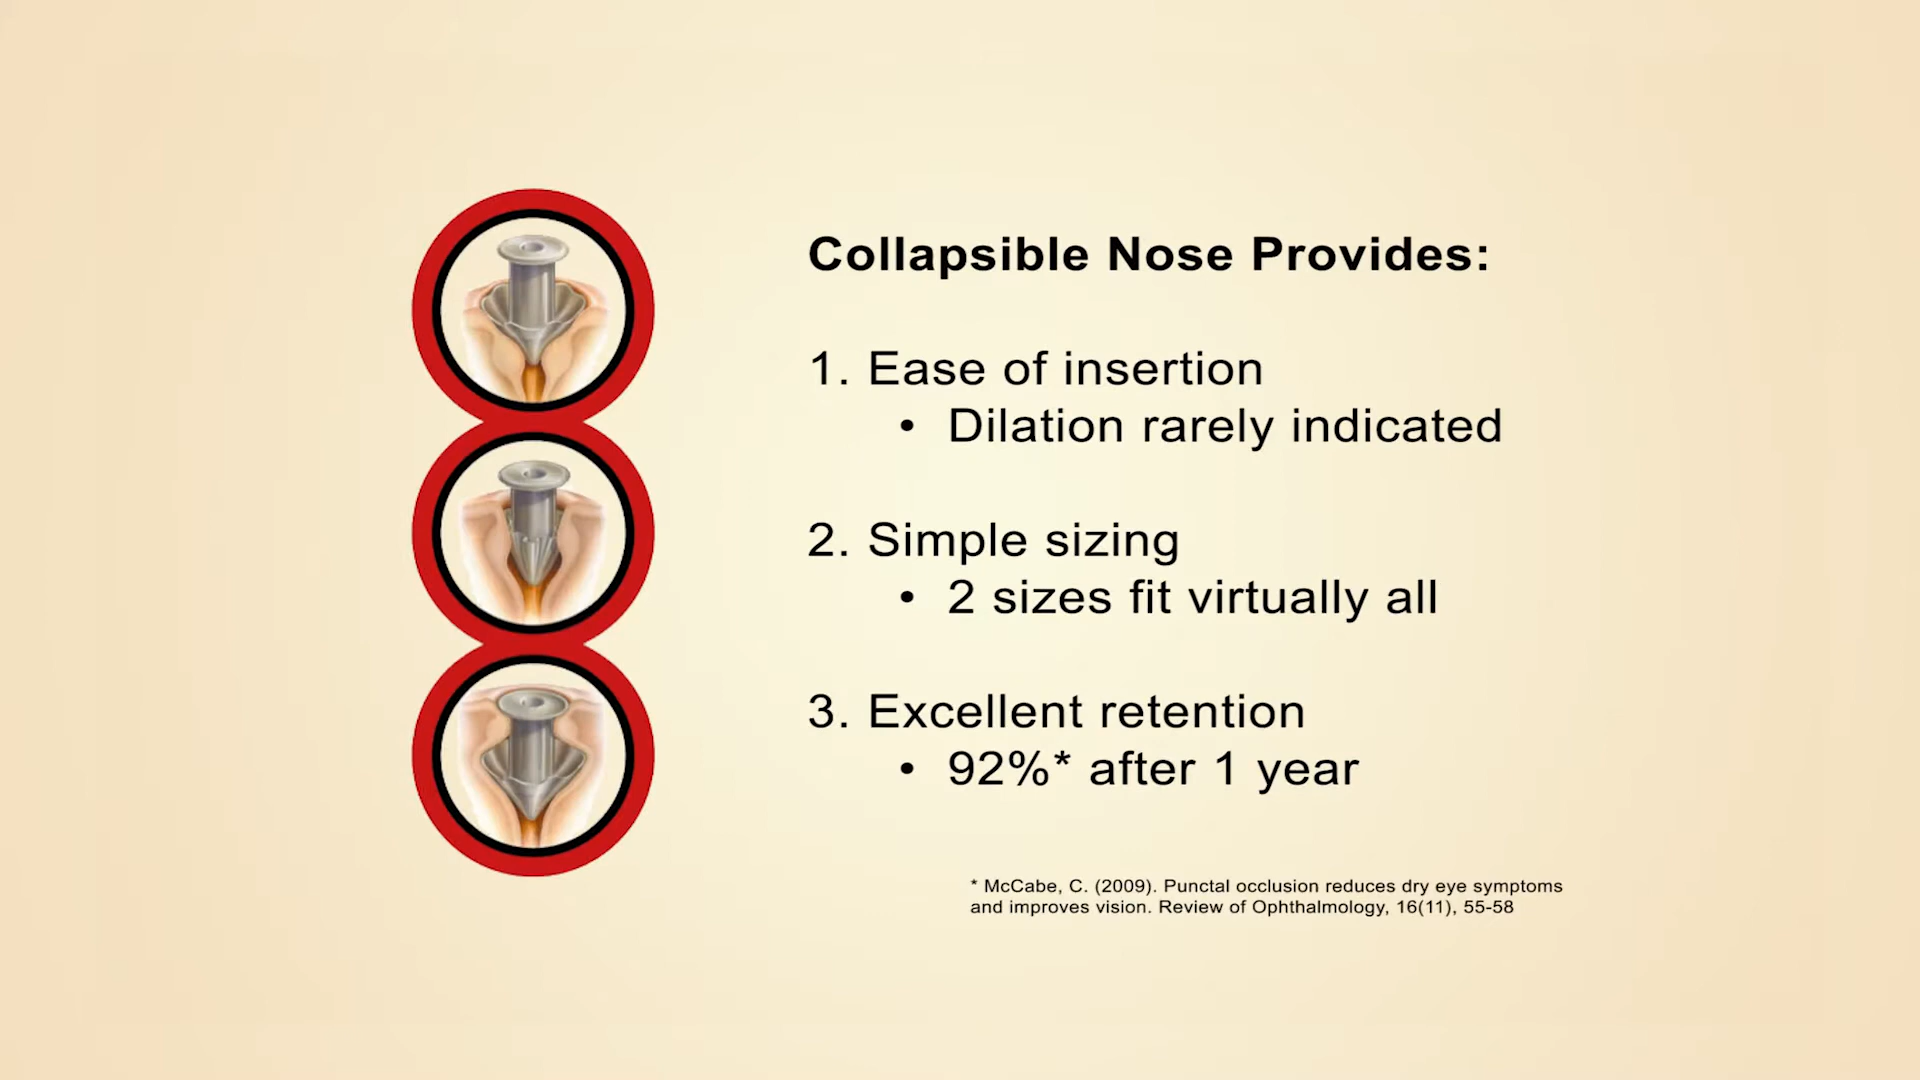 Collapsible Nose Provides:
1. Ease of insertion
• Dilation rarely indicated
2. Simple sizing
• 2 sizes fit virtually all
3. Excellent retention
• 92%* after 1 year
* McCabe, C. (2009). Punctal occlusion reduces dry eye symptoms
and improves vision. Review of Ophthalmology, 16(11), 55-58